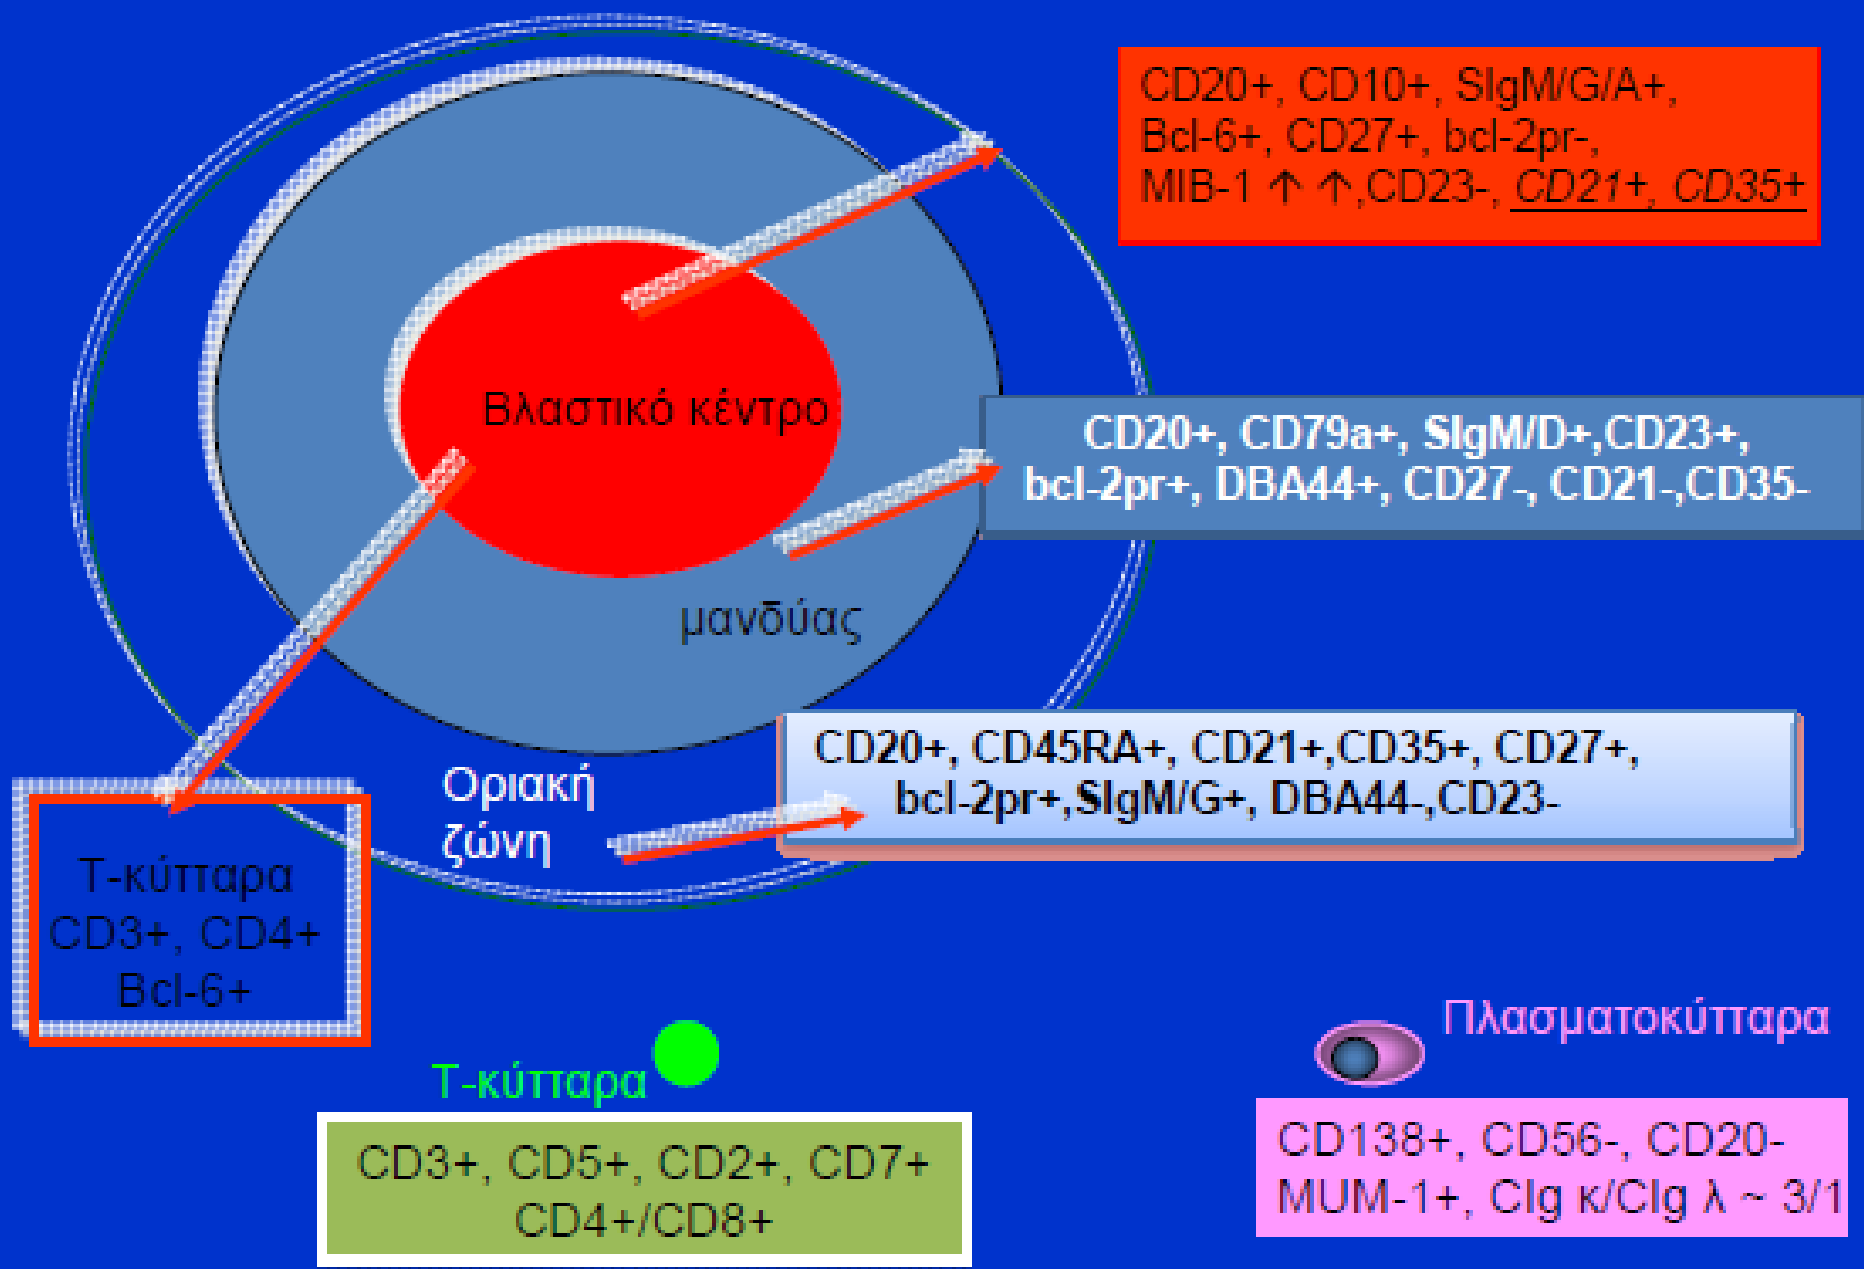 CD20+, CD10+, SIgM/G/A+,
Bcl-6+, CD27+, bcl-2pr-,
MIB-1 ↑ ↑,CD23-, CD21+, CD35+
Βλαστικό κέντρο
CD20+, CD79a+, SIgM/D+,CD23+,
bcl-2pr+, DBA44+, CD27-, CD21-,CD35-
μανδύας
CD20+, CD45RA+, CD21+,CD35+, CD27+,
bcl-2pr+,SIgM/G+, DBA44-,CD23-
Οριακή
ζώνη
Τ-κύτταρα
CD3+, CD4+
Bcl-6+
Τ-κύτταρα
CD3+, CD5+, CD2+, CD7+
CD4+/CD8+
Πλασματοκύτταρα
CD138+, CD56-, CD20-
MUM-1+, CIg κ/CIg λ ~ 3/1